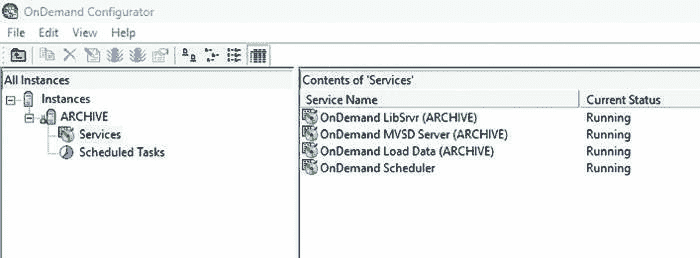 OnDemand Configurator
File Edit View Help
All Instances
Instances
ARCHIVE
Services
Scheduled Tasks
Contents of 'Services'
Service Name Current Status
OnDemand LibSrvr (ARCHIVE) Running
OnDemand MVSD Server (ARCHIVE) Running
OnDemand Load Data (ARCHIVE) Running
OnDemand Scheduler Running